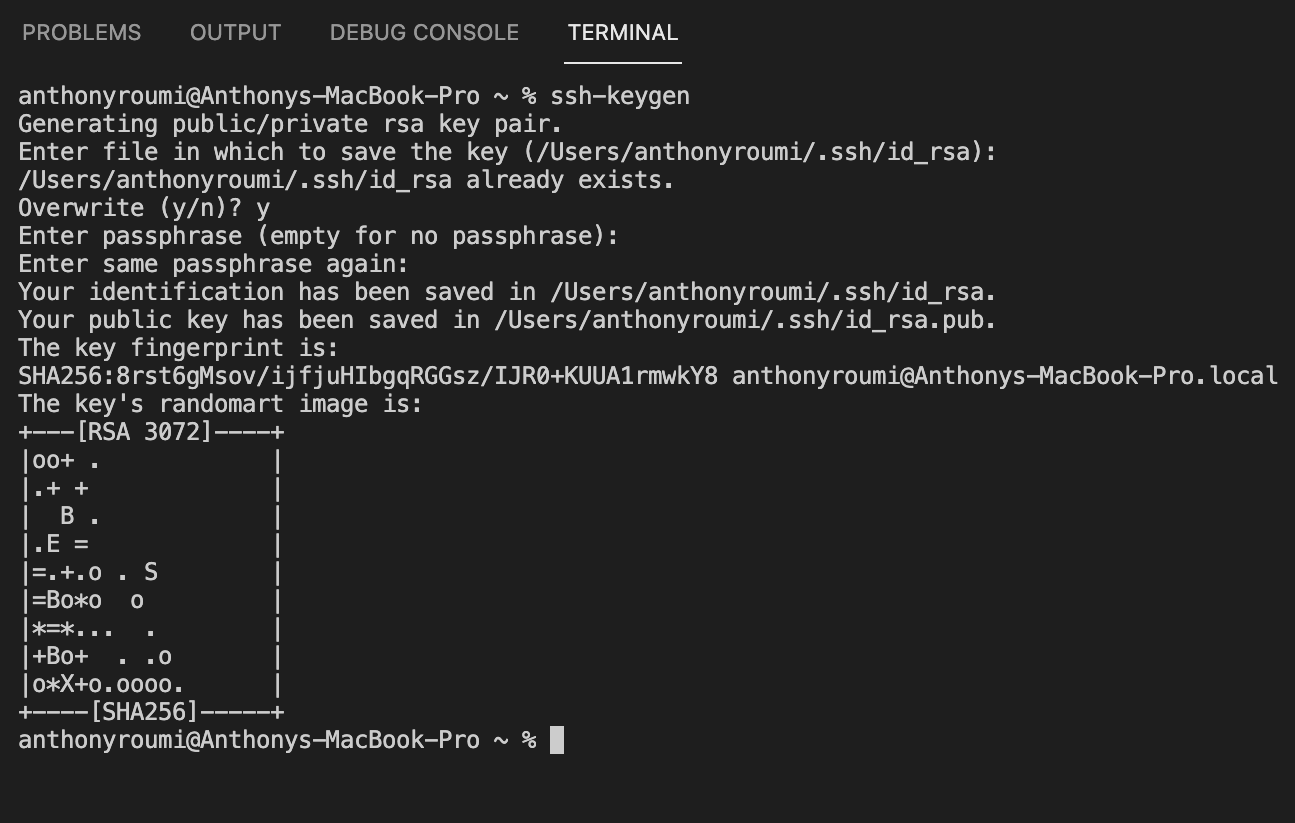 PROBLEMS OUTPUT DEBUG CONSOLE TERMINAL
anthonyroumi@Anthonys-MacBook-Pro ~ % ssh-keygen
Generating public/private rsa key pair.
Enter file in which to save the key (/Users/anthonyroumi/.ssh/id_rsa):
/Users/anthonyroumi/.ssh/id_rsa already exists.
Overwrite (y/n)? y
Enter passphrase (empty for no passphrase):
Enter same passphrase again:
Your identification has been saved in /Users/anthonyroumi/.ssh/id_rsa.
Your public key has been saved in /Users/anthonyroumi/.ssh/id_rsa.pub.
The key fingerprint is:
SHA256:8rst6gMsov/ijfjuHIbgqRGGsz/IJR0+KUUA1rmwkY8 anthonyroumi@Anthonys-MacBook-Pro.local
The key's randomart image is:
+---[RSA 3072]----+
|oo+ .            |
|.+ +             |
|  B .            |
|.E =             |
|=.+.o . S        |
|=Bo*o  o         |
|*=*...  .        |
|+Bo+  . .o       |
|o*X+o.oooo.      |
+----[SHA256]-----+
anthonyroumi@Anthonys-MacBook-Pro ~ %